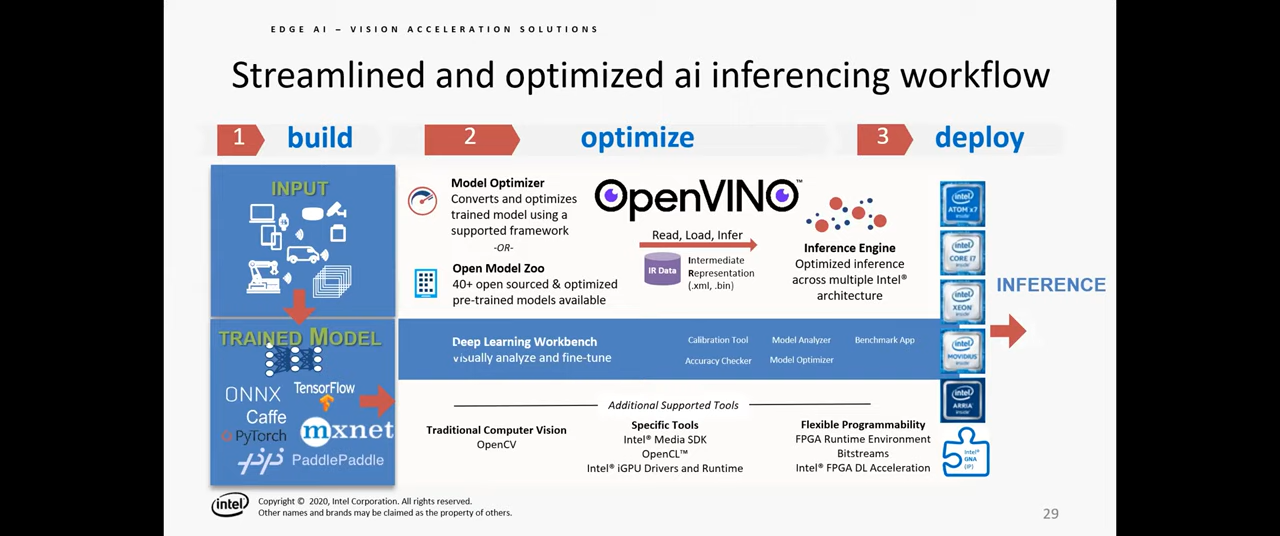 EDGE AI – VISION ACCELERATION SOLUTIONS
Streamlined and optimized ai inferencing workflow
1 build
2 optimize
3 deploy
INPUT
TRAINED MODEL
ONNX
TensorFlow
Caffe
PyTorch
mxnet
PaddlePaddle
Model Optimizer
Converts and optimizes
trained model using a
supported framework
-OR-
Open Model Zoo
40+ open sourced & optimized
pre-trained models available
OpenVINO™
Read, Load, Infer
IR Data
Intermediate
Representation
(.xml, .bin)
Inference Engine
Optimized inference
across multiple Intel®
architecture
Deep Learning Workbench
visually analyze and fine-tune
Calibration Tool
Model Analyzer
Benchmark App
Accuracy Checker
Model Optimizer
Additional Supported Tools
Traditional Computer Vision
OpenCV
Specific Tools
Intel® Media SDK
OpenCL™
Intel® iGPU Drivers and Runtime
Flexible Programmability
FPGA Runtime Environment
Bitstreams
Intel® FPGA DL Acceleration
intel
ATOM x7
inside
intel
CORE i7
inside
intel
XEON
inside
intel
MOVIDIUS
inside
intel
ARRIA
inside
intel®
GNA
(IP)
INFERENCE
intel
Copyright © 2020, Intel Corporation. All rights reserved.
Other names and brands may be claimed as the property of others.
29